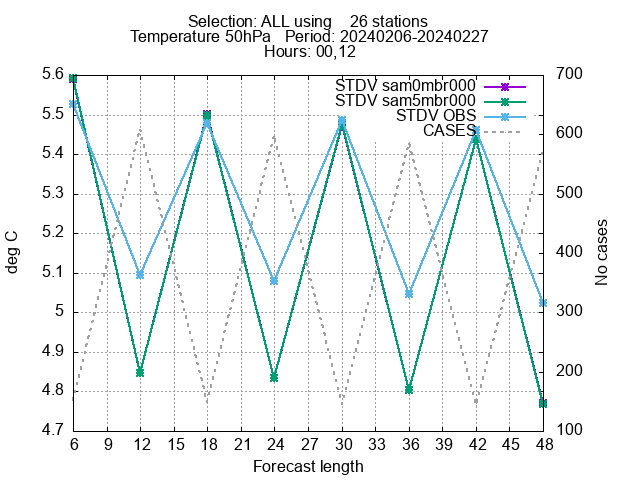 Selection: ALL using    26 stations
Temperature 50hPa   Period: 20240206-20240227
Hours: 00,12
STDV sam0mbr000
STDV sam5mbr000
STDV OBS
CASES
5.6
5.5
5.4
5.3
5.2
5.1
5
4.9
4.8
4.7
deg C
700
600
500
400
300
200
100
No cases
6 9 12 15 18 21 24 27 30 33 36 39 42 45 48
Forecast length